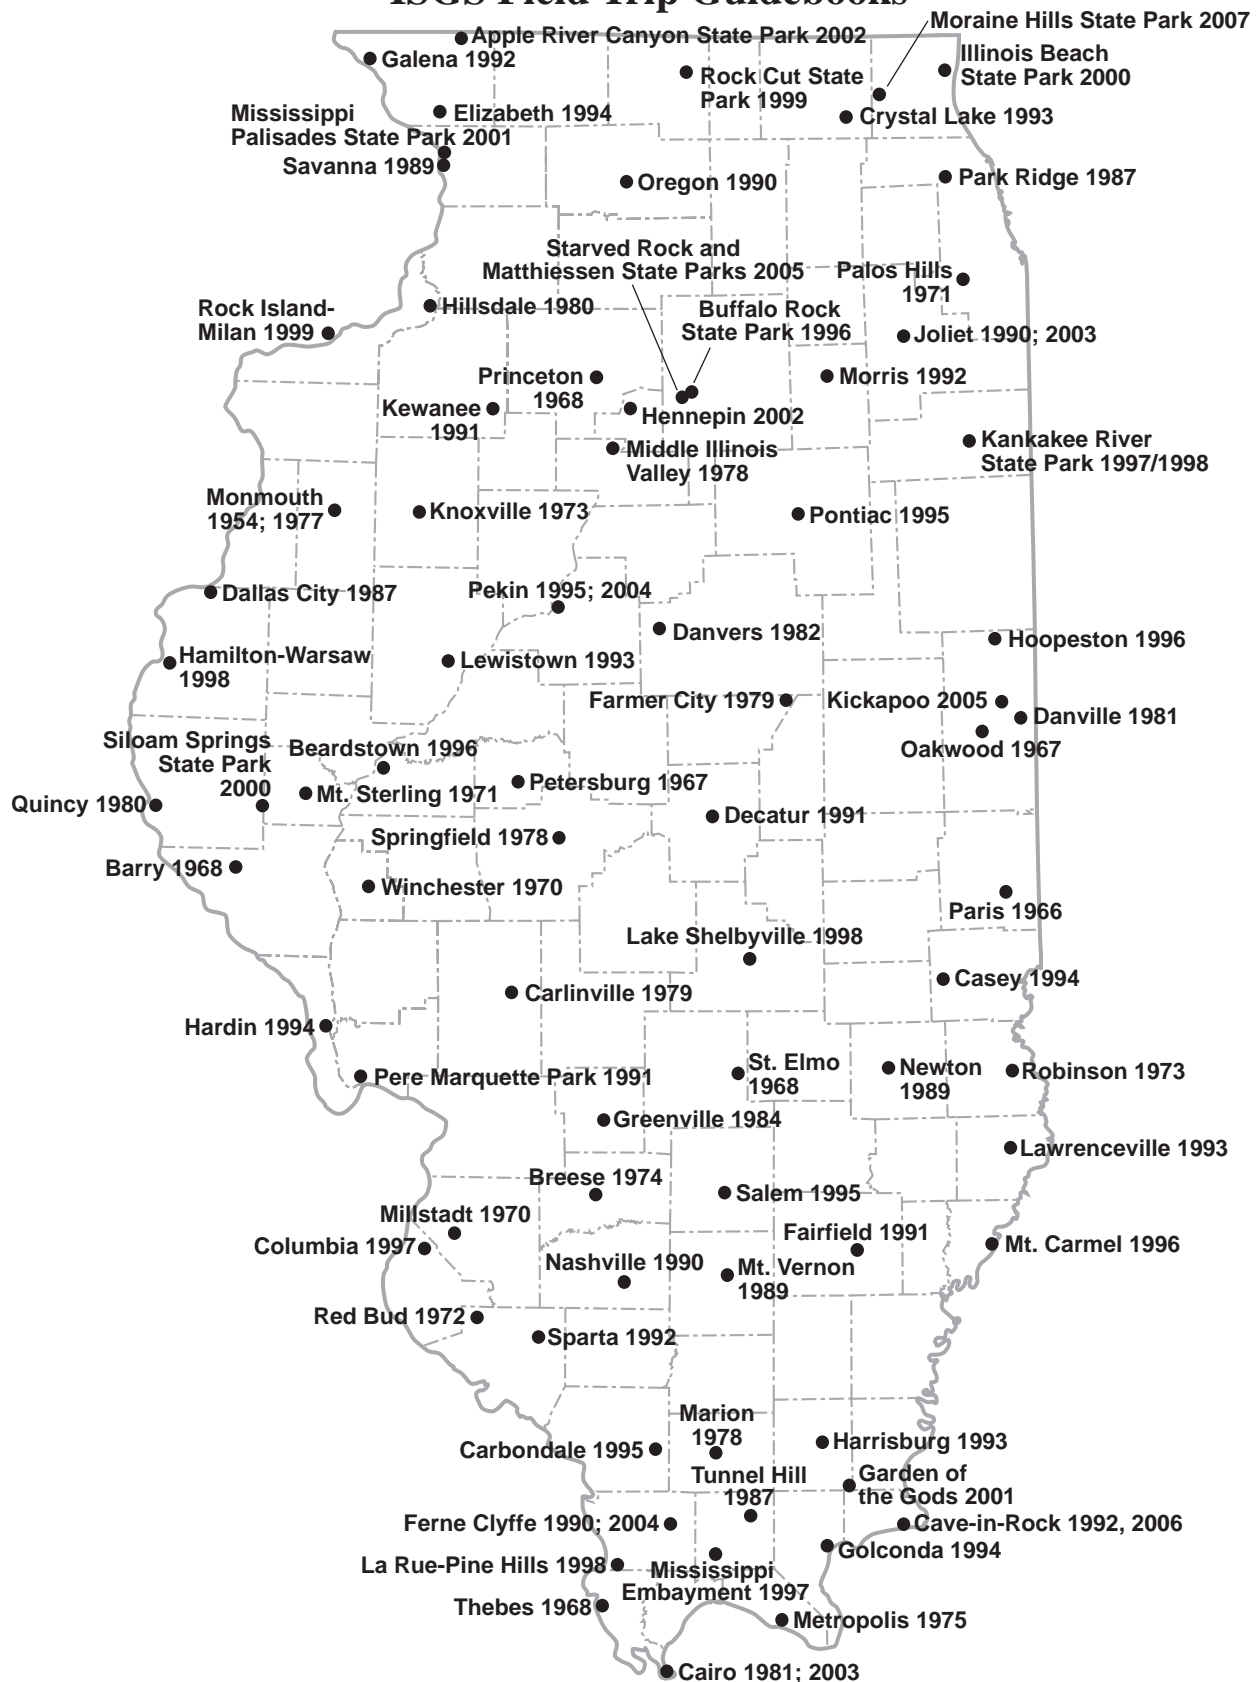 ISGS Field Trip Guidebooks
Moraine Hills State Park 2007
Apple River Canyon State Park 2002
Galena 1992
Illinois Beach
State Park 2000
Rock Cut State
Park 1999
Elizabeth 1994
Crystal Lake 1993
Mississippi
Palisades State Park 2001
Savanna 1989
Oregon 1990
Park Ridge 1987
Starved Rock and
Matthiessen State Parks 2005
Palos Hills
1971
Hillsdale 1980
Buffalo Rock
State Park 1996
Rock Island-
Milan 1999
Joliet 1990; 2003
Princeton
1968
Morris 1992
Kewanee
1991
Hennepin 2002
Middle Illinois
Valley 1978
Kankakee River
State Park 1997/1998
Monmouth
1954; 1977
Knoxville 1973
Pontiac 1995
Dallas City 1987
Pekin 1995; 2004
Danvers 1982
Hoopeston 1996
Hamilton-Warsaw
1998
Lewistown 1993
Farmer City 1979
Kickapoo 2005
Danville 1981
Oakwood 1967
Siloam Springs
State Park
2000
Beardstown 1996
Petersburg 1967
Mt. Sterling 1971
Quincy 1980
Decatur 1991
Springfield 1978
Barry 1968
Winchester 1970
Paris 1966
Lake Shelbyville 1998
Casey 1994
Carlinville 1979
Hardin 1994
St. Elmo
1968
Newton
1989
Robinson 1973
Pere Marquette Park 1991
Greenville 1984
Lawrenceville 1993
Breese 1974
Salem 1995
Millstadt 1970
Fairfield 1991
Columbia 1997
Mt. Carmel 1996
Nashville 1990
Mt. Vernon
1989
Red Bud 1972
Sparta 1992
Marion
1978
Carbondale 1995
Harrisburg 1993
Tunnel Hill
1987
Garden of
the Gods 2001
Ferne Clyffe 1990; 2004
Cave-in-Rock 1992, 2006
Golconda 1994
La Rue-Pine Hills 1998
Mississippi
Embayment 1997
Thebes 1968
Metropolis 1975
Cairo 1981; 2003